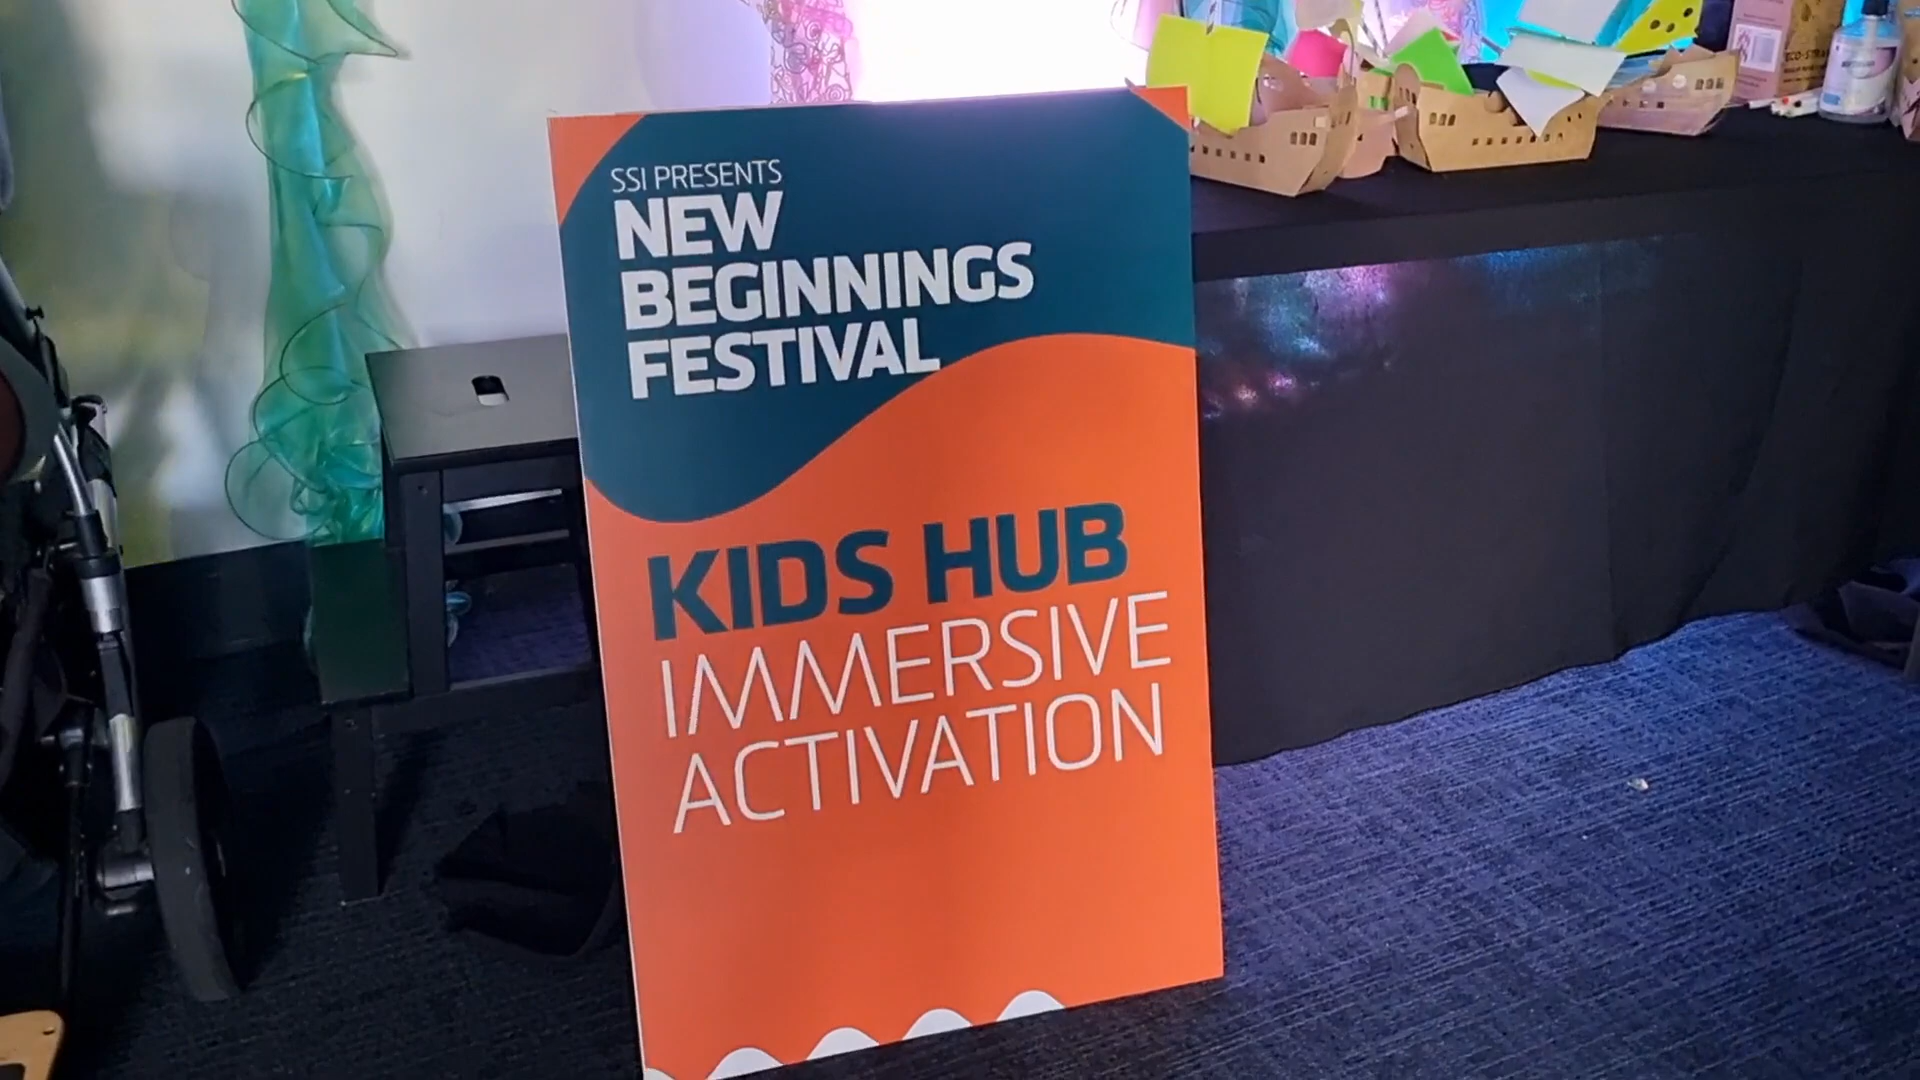 SSI PRESENTS
NEW
BEGINNINGS
FESTIVAL
KIDS HUB
IMMERSIVE
ACTIVATION